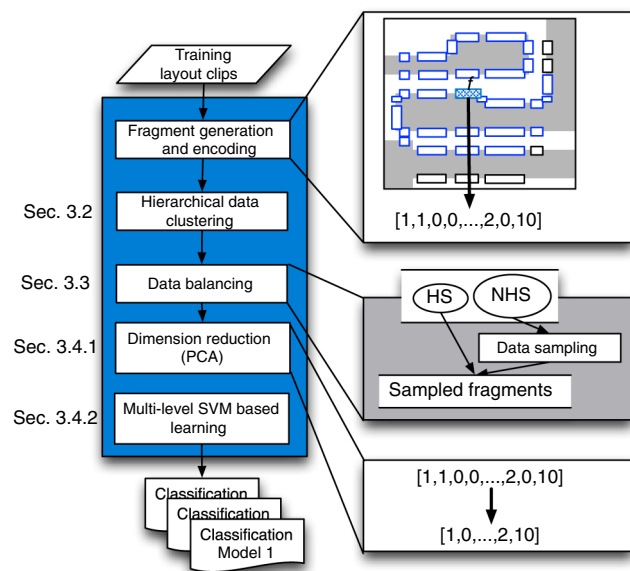 Training
layout clips
Fragment generation
and encoding
Sec. 3.2
Hierarchical data
clustering
Sec. 3.3
Data balancing
Sec. 3.4.1
Dimension reduction
(PCA)
Sec. 3.4.2
Multi-level SVM based
learning
Classification
Classification
Classification
Model 1
f
[1,1,0,0,...,2,0,10]
HS
NHS
Data sampling
Sampled fragments
[1,1,0,0,...,2,0,10]
[1,0,...,2,10]